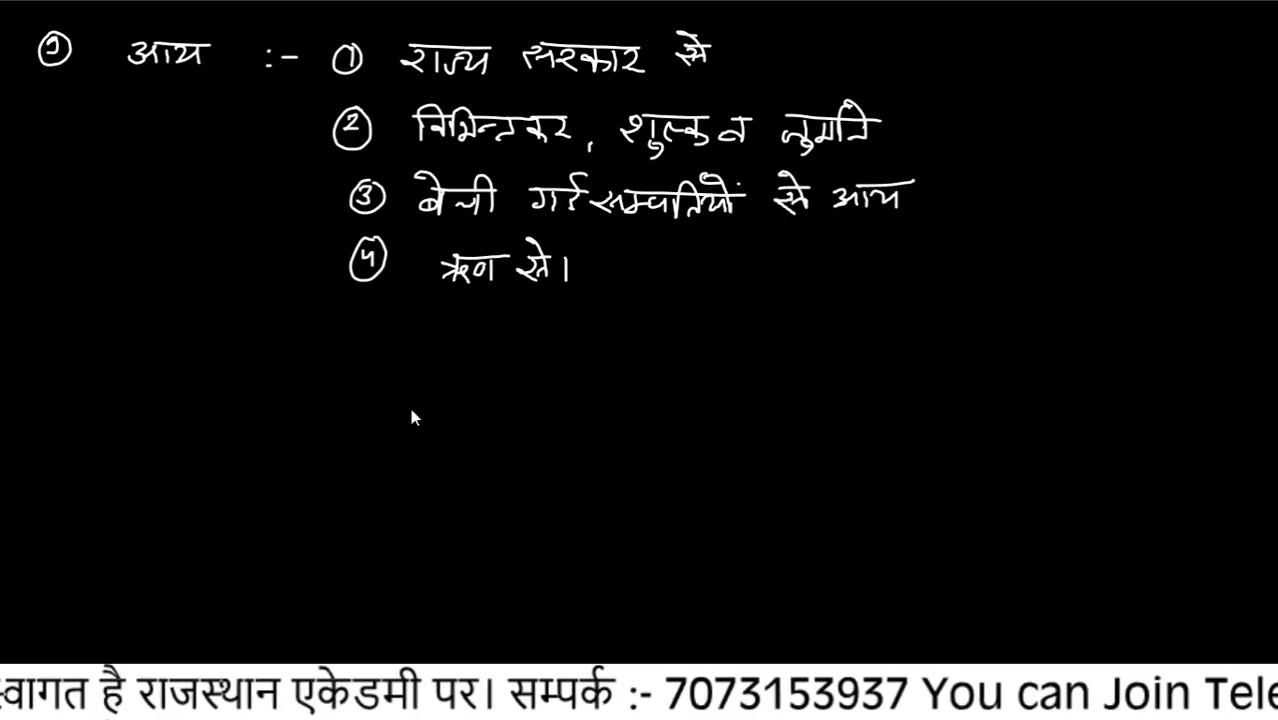 9 आय :- 1 राज्य सरकार से
2 विभिन्न कर, शुल्क व जुर्माने
3 बेची गई सम्पतियों से आय
4 ऋण से।
स्वागत है राजस्थान एकेडमी पर। सम्पर्क :- 7073153937 You can Join Tele